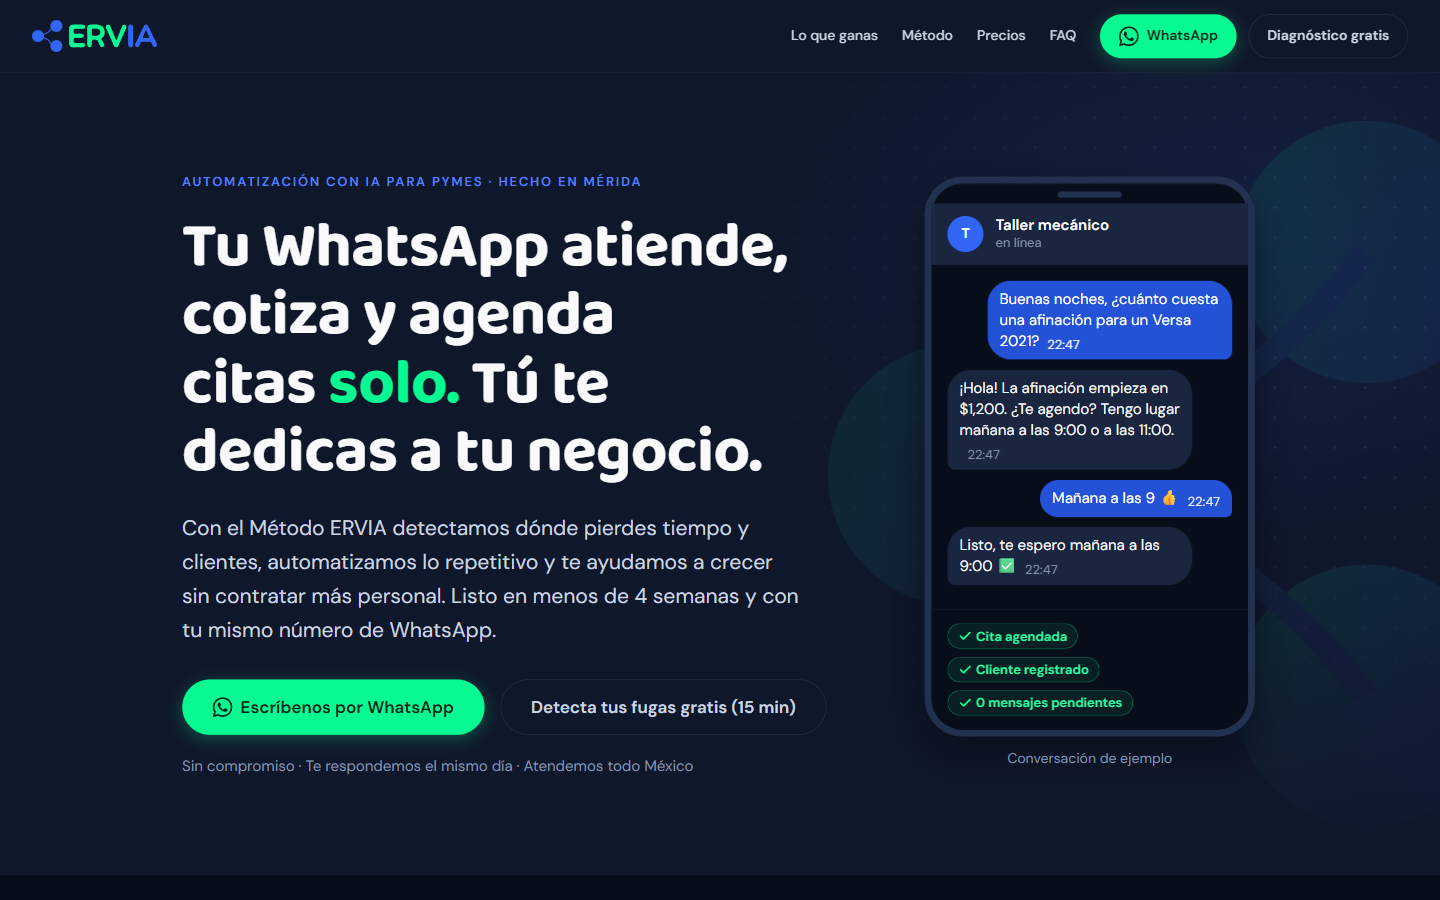 ERVIA
Lo que ganas
Método
Precios
FAQ
WhatsApp
Diagnóstico gratis
AUTOMATIZACIÓN CON IA PARA PYMES · HECHO EN MÉRIDA
Tu WhatsApp atiende,
cotiza y agenda
citas solo. Tú te
dedicas a tu negocio.
Con el Método ERVIA detectamos dónde pierdes tiempo y
clientes, automatizamos lo repetitivo y te ayudamos a crecer
sin contratar más personal. Listo en menos de 4 semanas y con
tu mismo número de WhatsApp.
Escríbenos por WhatsApp
Detecta tus fugas gratis (15 min)
Sin compromiso · Te respondemos el mismo día · Atendemos todo México
T
Taller mecánico
en línea
Buenas noches, ¿cuánto cuesta
una afinación para un Versa
2021? 22:47
¡Hola! La afinación empieza en
$1,200. ¿Te agendo? Tengo lugar
mañana a las 9:00 o a las 11:00.
22:47
Mañana a las 9 👍 22:47
Listo, te espero mañana a las
9:00 ✅ 22:47
✓ Cita agendada
✓ Cliente registrado
✓ 0 mensajes pendientes
Conversación de ejemplo